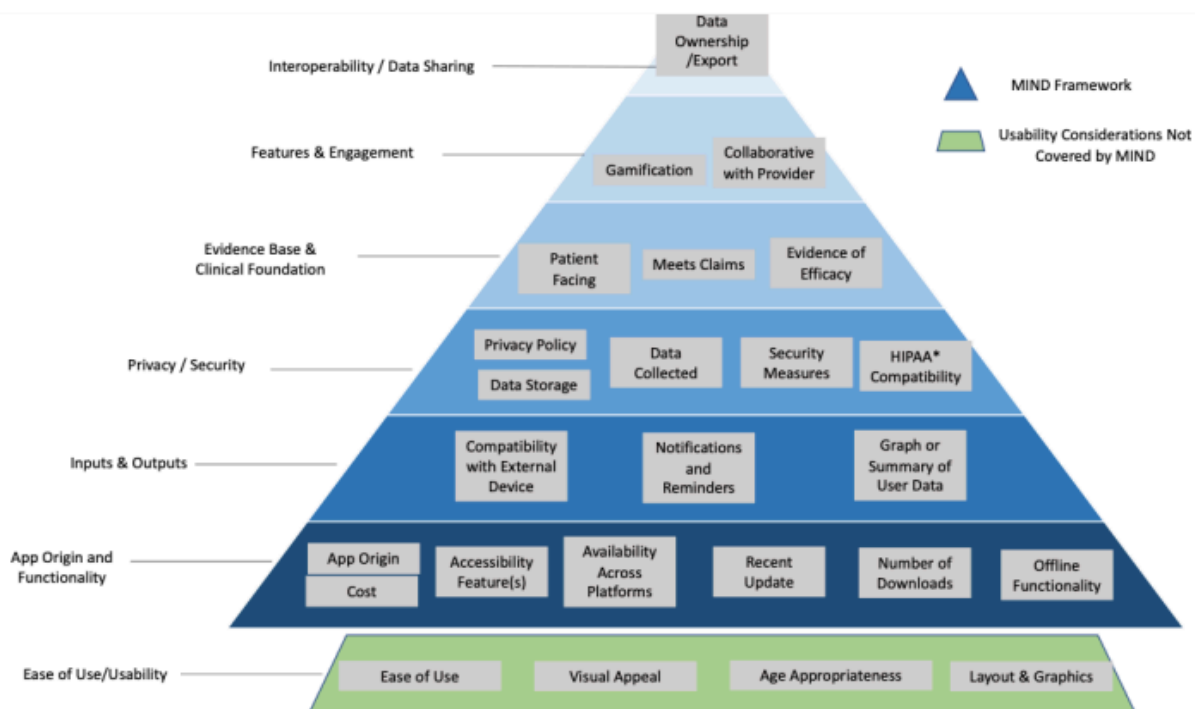 Data
Ownership
/Export
Interoperability / Data Sharing
MIND Framework
Usability Considerations Not
Covered by MIND
Features & Engagement
Gamification
Collaborative
with Provider
Evidence Base &
Clinical Foundation
Patient
Facing
Meets Claims
Evidence of
Efficacy
Privacy / Security
Privacy Policy
Data Storage
Data
Collected
Security
Measures
HIPAA*
Compatibility
Inputs & Outputs
Compatibility
with External
Device
Notifications
and
Reminders
Graph or
Summary of
User Data
App Origin and
Functionality
App Origin
Cost
Accessibility
Feature(s)
Availability
Across
Platforms
Recent
Update
Number of
Downloads
Offline
Functionality
Ease of Use/Usability
Ease of Use
Visual Appeal
Age Appropriateness
Layout & Graphics